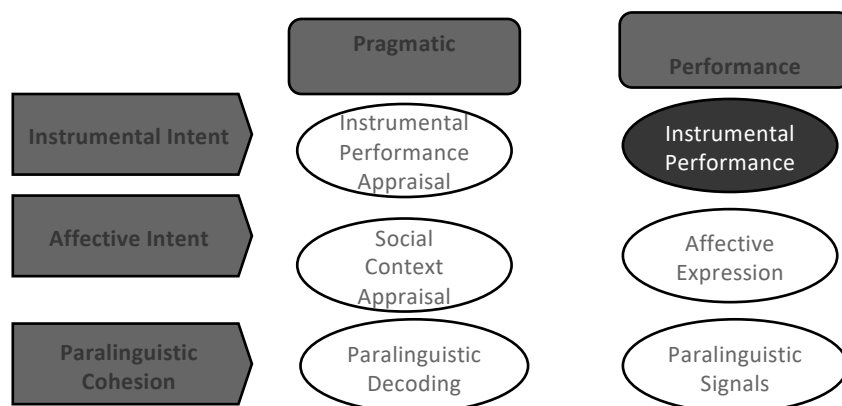 Pragmatic
Performance
Instrumental Intent
Instrumental
Performance
Appraisal
Instrumental
Performance
Affective Intent
Social
Context
Appraisal
Affective
Expression
Paralinguistic
Cohesion
Paralinguistic
Decoding
Paralinguistic
Signals